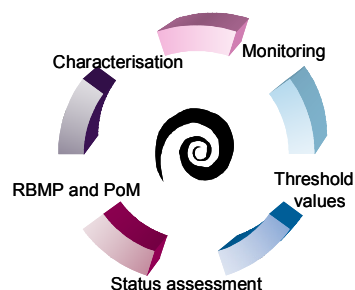 Monitoring
Characterisation
RBMP and PoM
Threshold
values
Status assessment